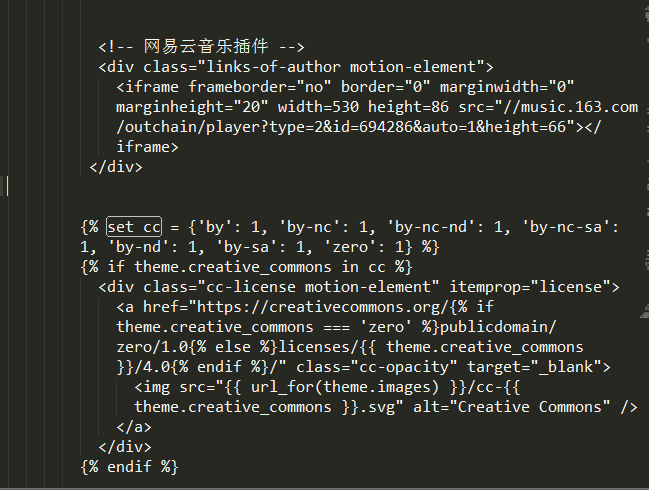 <!-- 网易云音乐插件 -->
<div class="links-of-author motion-element">
<iframe frameborder="no" border="0" marginwidth="0"
marginheight="20" width=530 height=86 src="//music.163.com
/outchain/player?type=2&id=694286&auto=1&height=66"></
iframe>
</div>
{% set cc = {'by': 1, 'by-nc': 1, 'by-nc-nd': 1, 'by-nc-sa':
1, 'by-nd': 1, 'by-sa': 1, 'zero': 1} %}
{% if theme.creative_commons in cc %}
<div class="cc-license motion-element" itemprop="license">
<a href="https://creativecommons.org/{% if
theme.creative_commons === 'zero' %}publicdomain/
zero/1.0{% else %}licenses/{{ theme.creative_commons
}}/4.0{% endif %}/" class="cc-opacity" target="_blank">
<img src="{{ url_for(theme.images) }}/cc-{{
theme.creative_commons }}.svg" alt="Creative Commons" />
</a>
</div>
{% endif %}